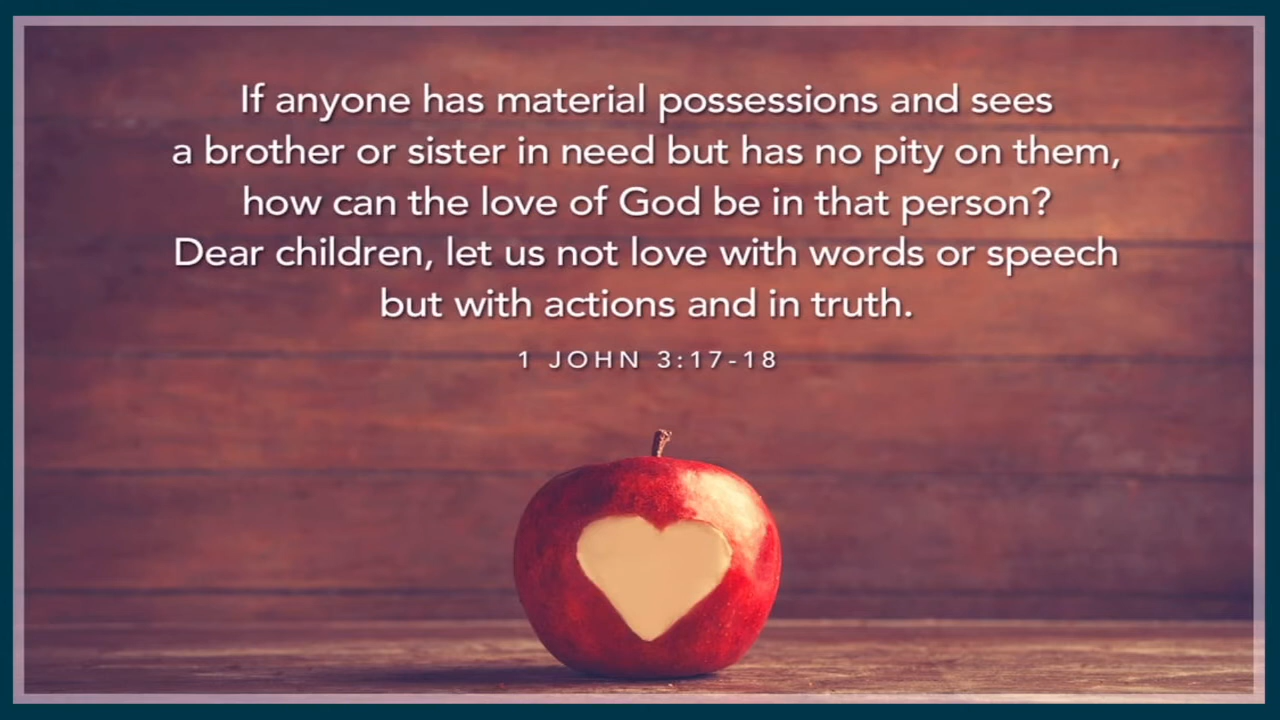 If anyone has material possessions and sees
a brother or sister in need but has no pity on them,
how can the love of God be in that person?
Dear children, let us not love with words or speech
but with actions and in truth.
1 JOHN 3:17-18